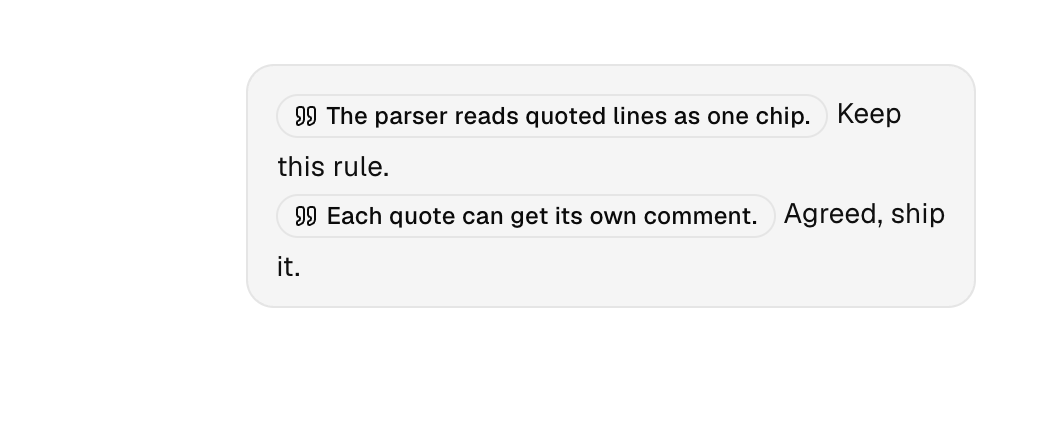 The parser reads quoted lines as one chip. Keep
this rule.
Each quote can get its own comment. Agreed, ship
it.